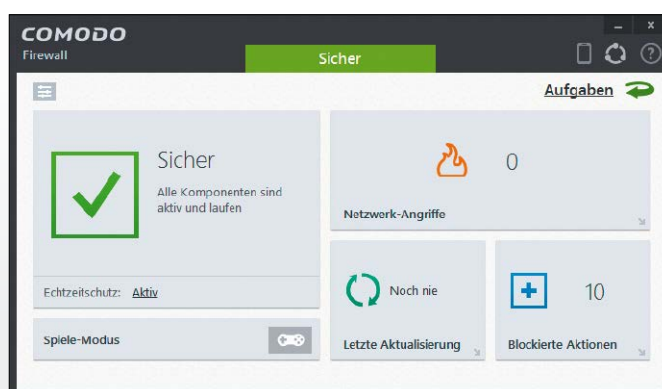 COMODO
Firewall
Sicher
Aufgaben
Sicher
Alle Komponenten sind
aktiv und laufen
Echtzeitschutz: Aktiv
Spiele-Modus
0
Netzwerk-Angriffe
Noch nie
Letzte Aktualisierung
10
Blockierte Aktionen